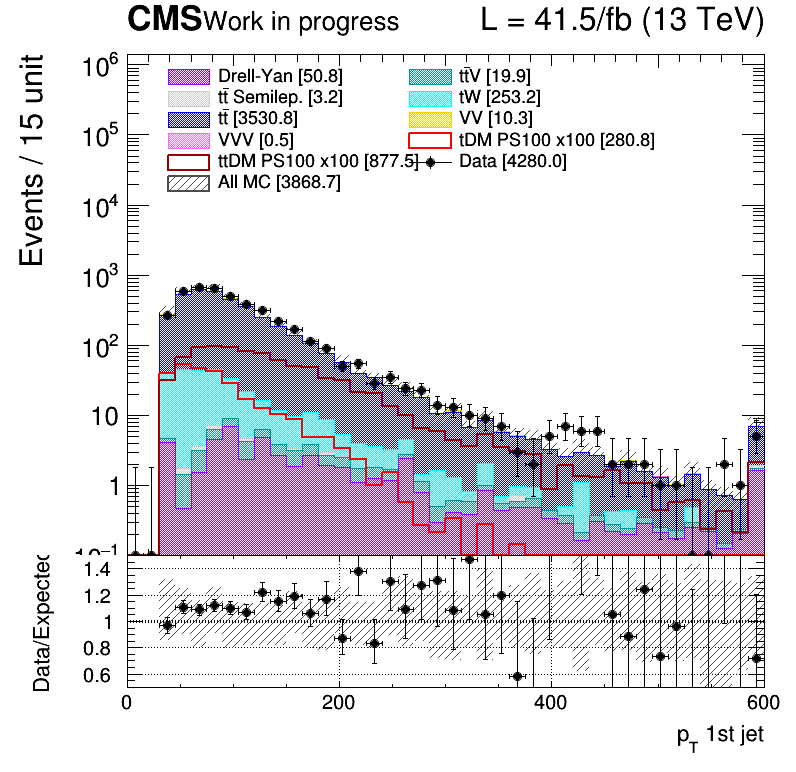 CMS Work in progress L = 41.5/fb (13 TeV)
Events / 15 unit
10⁶
10⁵
10⁴
10³
10²
10
1
10⁻¹
Drell-Yan [50.8]
tt̄V [19.9]
tt̄ Semilep. [3.2]
tW [253.2]
tt̄ [3530.8]
VV [10.3]
VVV [0.5]
tDM PS100 x100 [280.8]
ttDM PS100 x100 [877.5]
Data [4280.0]
All MC [3868.7]
Data/Expected
1.4
1.2
1
0.8
0.6
0 200 400 600
p_T 1st jet